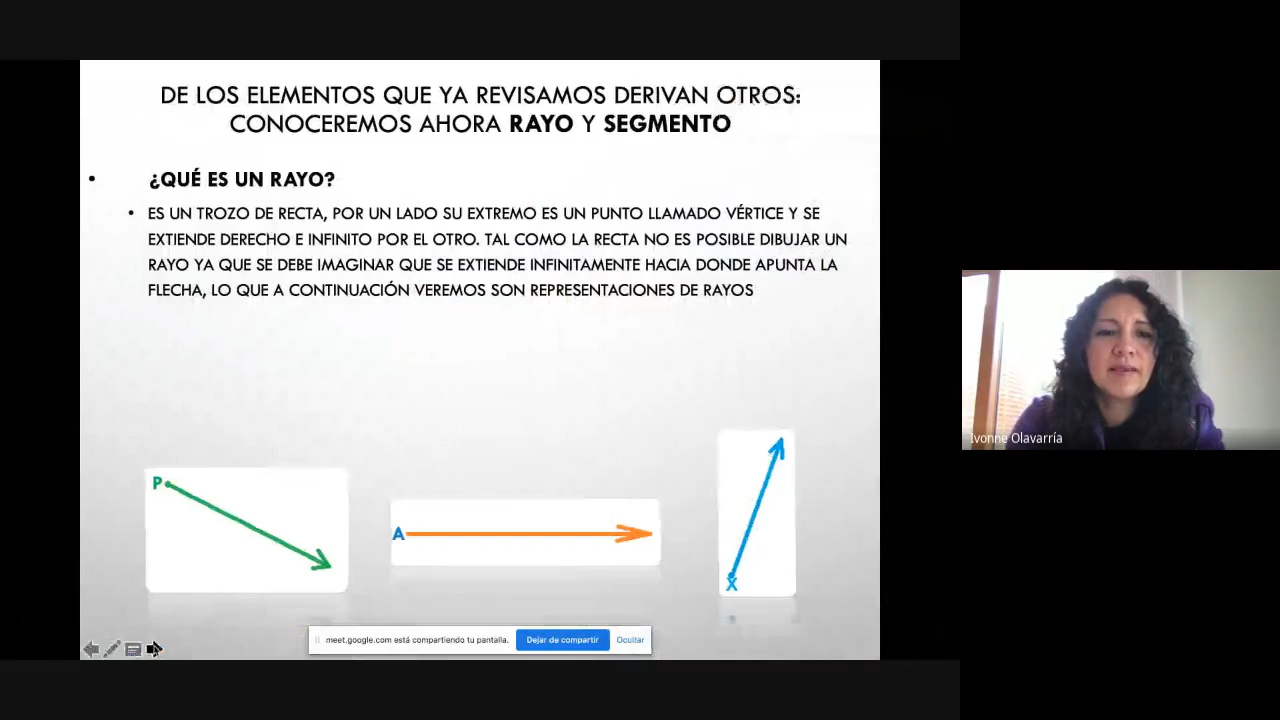 DE LOS ELEMENTOS QUE YA REVISAMOS DERIVAN OTROS:
CONOCEREMOS AHORA RAYO Y SEGMENTO
• ¿QUÉ ES UN RAYO?
• ES UN TROZO DE RECTA, POR UN LADO SU EXTREMO ES UN PUNTO LLAMADO VÉRTICE Y SE
EXTIENDE DERECHO E INFINITO POR EL OTRO. TAL COMO LA RECTA NO ES POSIBLE DIBUJAR UN
RAYO YA QUE SE DEBE IMAGINAR QUE SE EXTIENDE INFINITAMENTE HACIA DONDE APUNTA LA
FLECHA, LO QUE A CONTINUACIÓN VEREMOS SON REPRESENTACIONES DE RAYOS
P
A
X
meet.google.com está compartiendo tu pantalla. Dejar de compartir Ocultar
Ivonne Olavarría